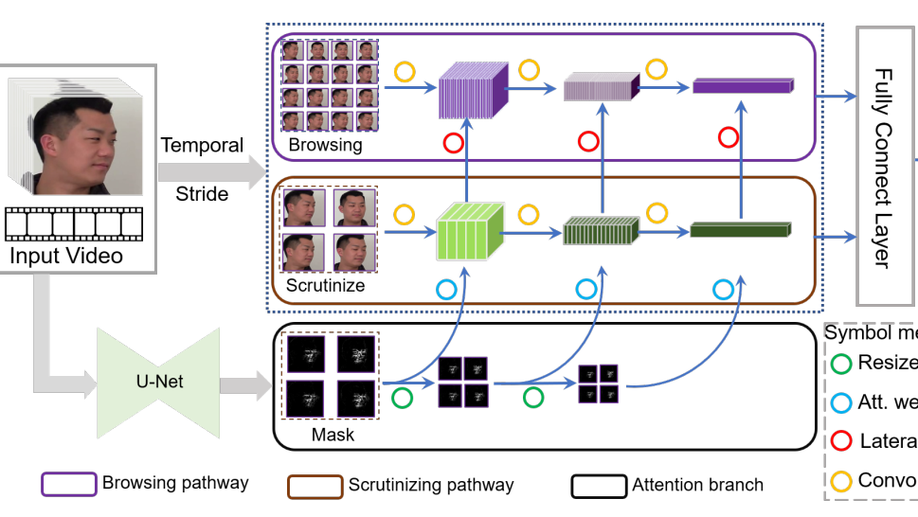 Input Video
Temporal
Stride
Browsing
Scrutinize
U-Net
Mask
Fully Connect Layer
Symbol me
Resize
Att. we
Latera
Convo
Browsing pathway
Scrutinizing pathway
Attention branch